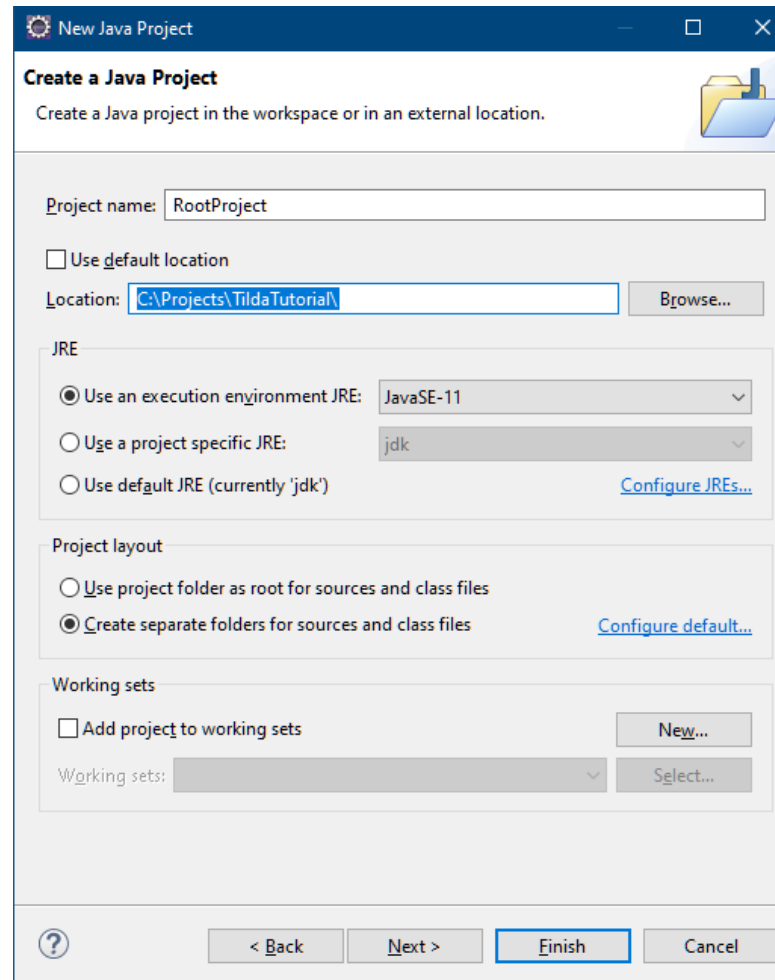 New Java Project
Create a Java Project
Create a Java project in the workspace or in an external location.
Project name: RootProject
Use default location
Location: C:\Projects\TildaTutorial\ Browse...
JRE
Use an execution environment JRE: JavaSE-11
Use a project specific JRE: jdk
Use default JRE (currently 'jdk') Configure JREs...
Project layout
Use project folder as root for sources and class files
Create separate folders for sources and class files Configure default...
Working sets
Add project to working sets New...
Working sets: Select...
? < Back Next > Finish Cancel